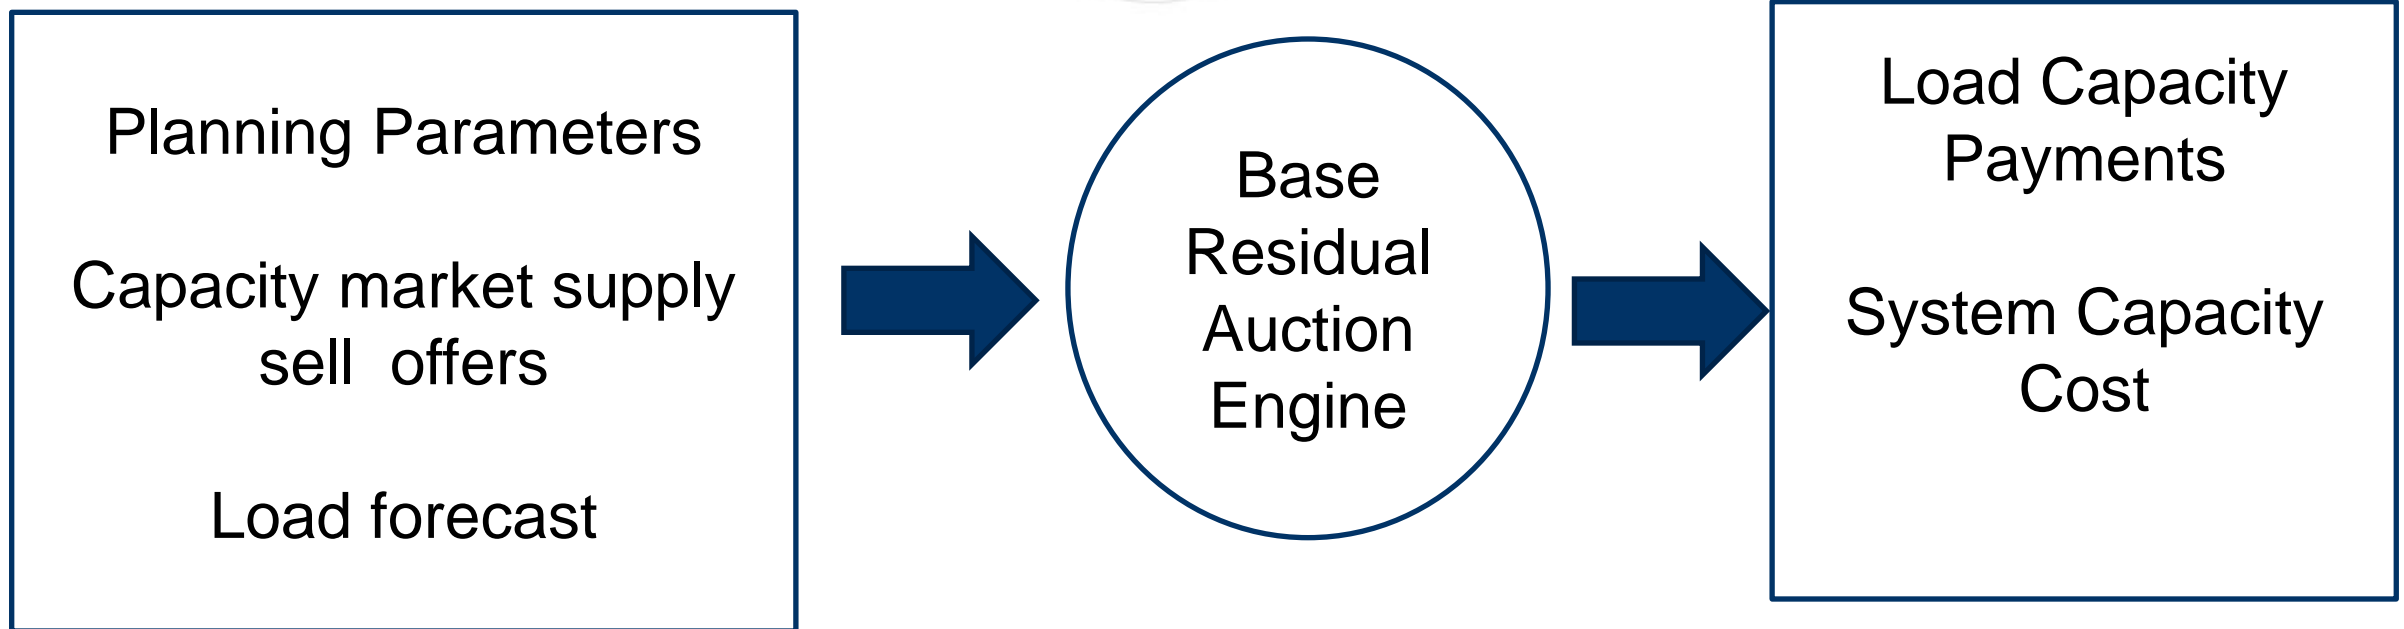 Planning Parameters
Capacity market supply
sell  offers
Load forecast
Base
Residual
Auction
Engine
Load Capacity
Payments
System Capacity
Cost